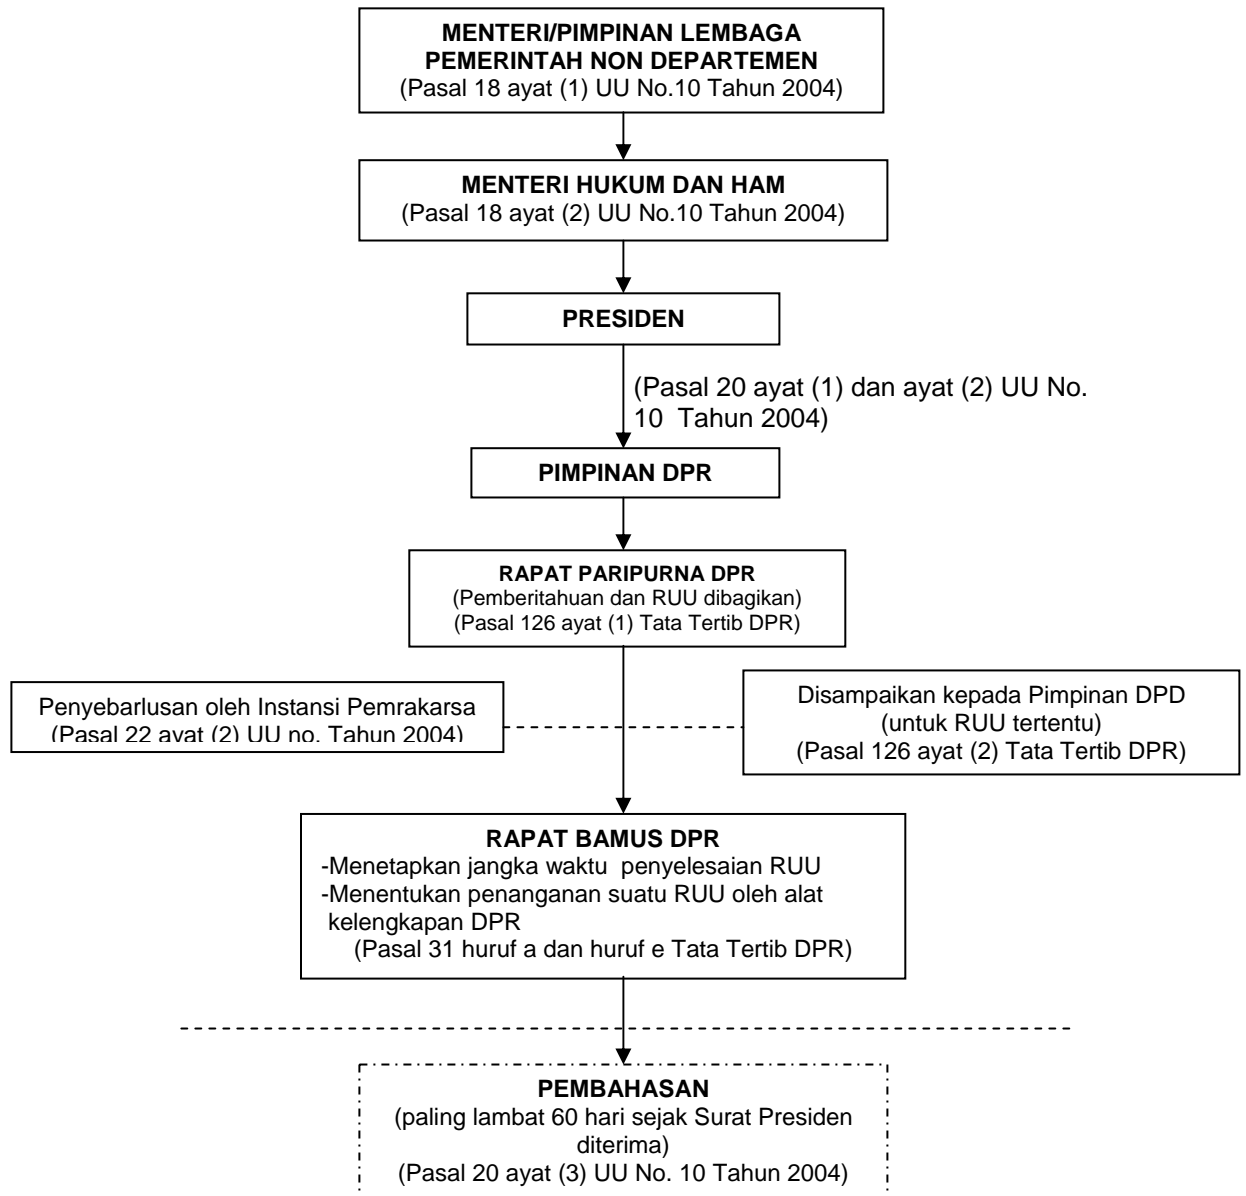 MENTERI/PIMPINAN LEMBAGA
PEMERINTAH NON DEPARTEMEN
(Pasal 18 ayat (1) UU No.10 Tahun 2004)
MENTERI HUKUM DAN HAM
(Pasal 18 ayat (2) UU No.10 Tahun 2004)
PRESIDEN
(Pasal 20 ayat (1) dan ayat (2) UU No.
10 Tahun 2004)
PIMPINAN DPR
RAPAT PARIPURNA DPR
(Pemberitahuan dan RUU dibagikan)
(Pasal 126 ayat (1) Tata Tertib DPR)
Penyebarlusan oleh Instansi Pemrakarsa
(Pasal 22 ayat (2) UU no. Tahun 2004)
Disampaikan kepada Pimpinan DPD
(untuk RUU tertentu)
(Pasal 126 ayat (2) Tata Tertib DPR)
RAPAT BAMUS DPR
-Menetapkan jangka waktu penyelesaian RUU
-Menentukan penanganan suatu RUU oleh alat
kelengkapan DPR
(Pasal 31 huruf a dan huruf e Tata Tertib DPR)
PEMBAHASAN
(paling lambat 60 hari sejak Surat Presiden
diterima)
(Pasal 20 ayat (3) UU No. 10 Tahun 2004)